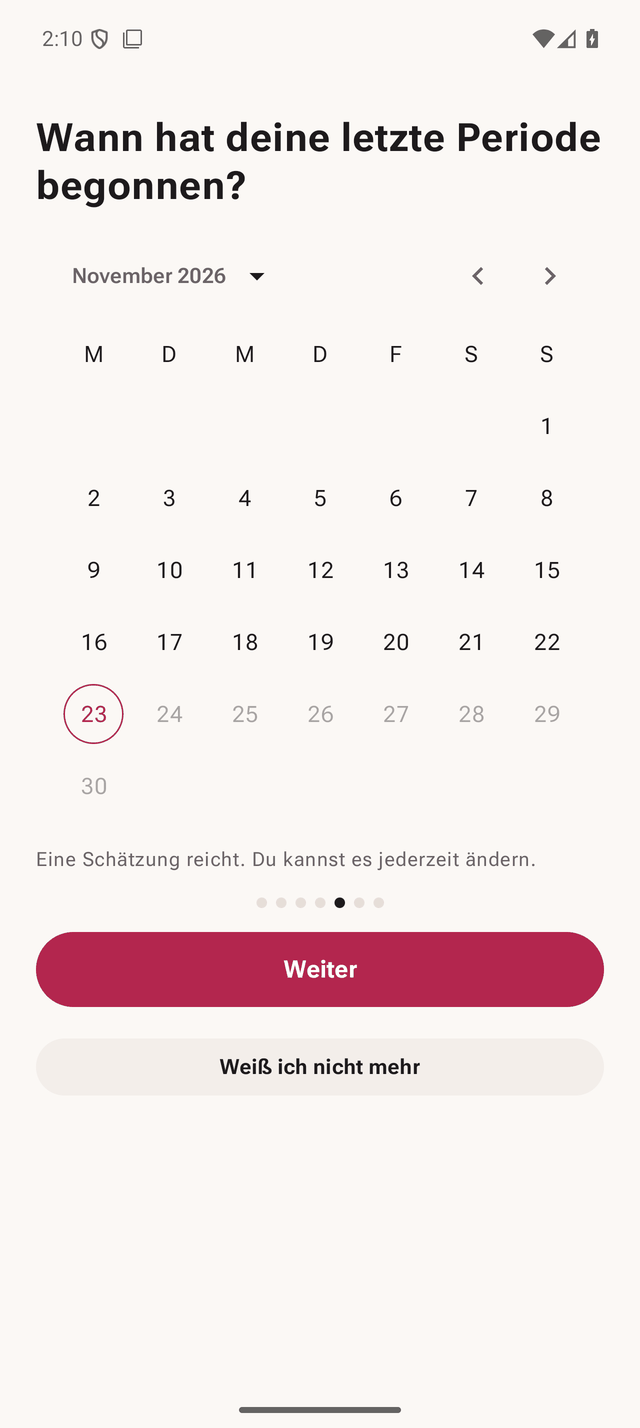 2:10
Wann hat deine letzte Periode
begonnen?
November 2026
M D M D F S S
1
2 3 4 5 6 7 8
9 10 11 12 13 14 15
16 17 18 19 20 21 22
23 24 25 26 27 28 29
30
Eine Schätzung reicht. Du kannst es jederzeit ändern.
Weiter
Weiß ich nicht mehr